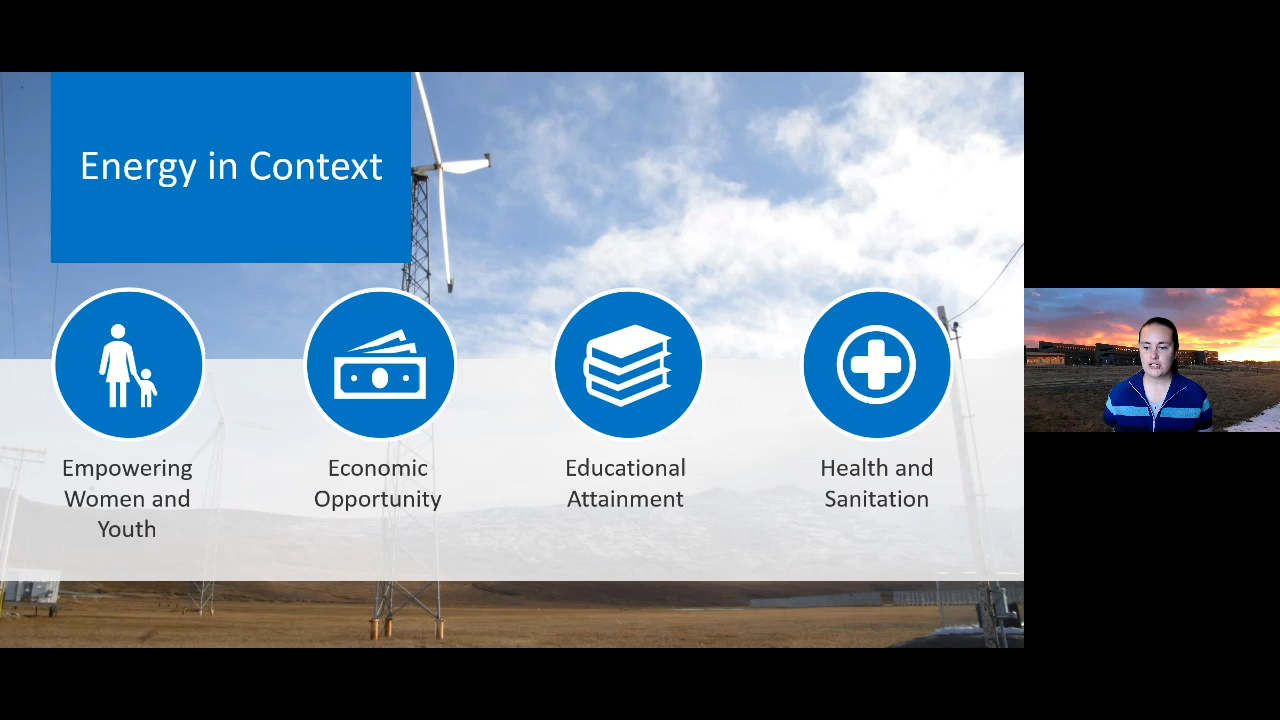 Energy in Context
Empowering
Women and
Youth
Economic
Opportunity
Educational
Attainment
Health and
Sanitation